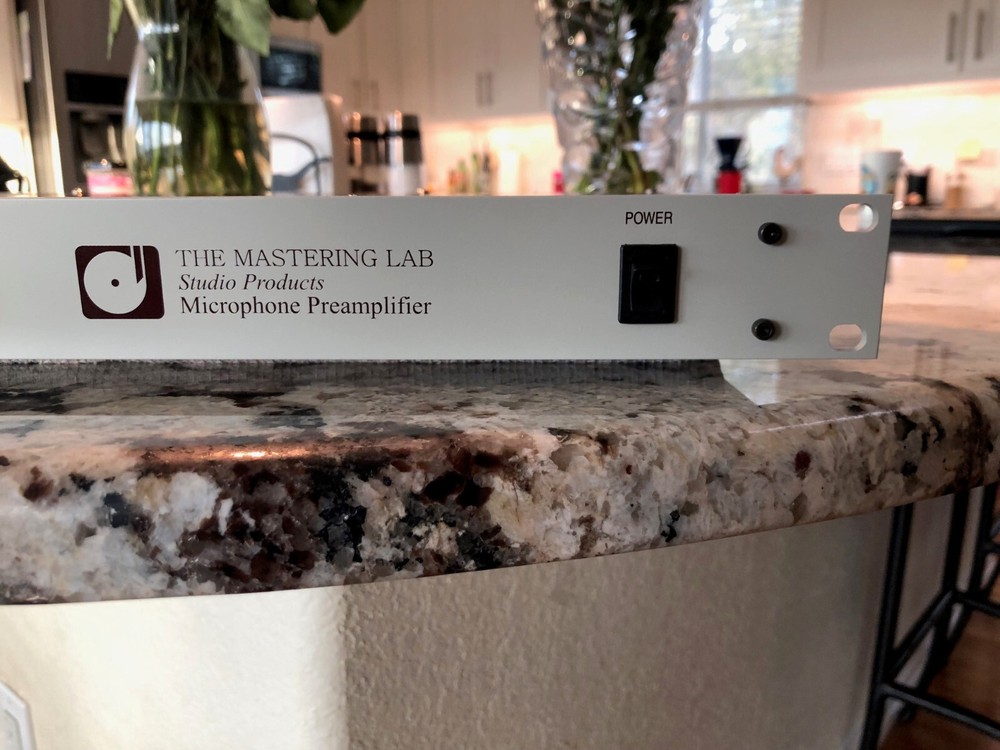 POWER
THE MASTERING LAB
Studio Products
Microphone Preamplifier